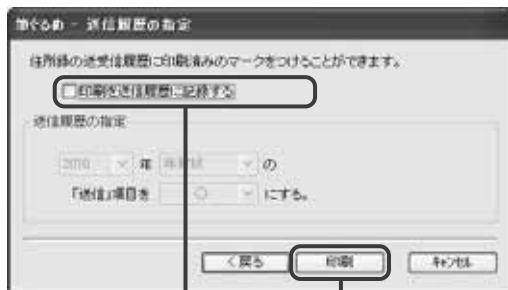 筆ぐるめ - 送信履歴の指定
住所録の送受信履歴に印刷済みのマークをつけることができます。
印刷を送信履歴に記録する
送信履歴の指定
2010 年 年賀状 の
「送信」項目を ○ にする。
< 戻る 印刷 キャンセル